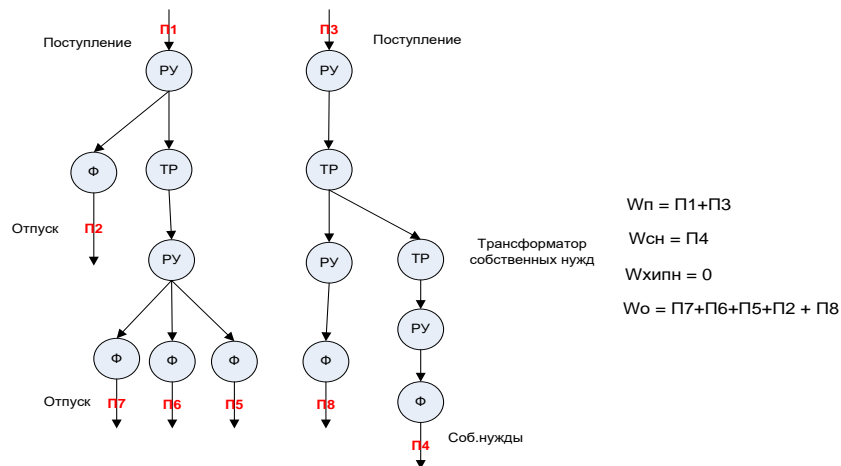 П1
П3
Поступление
Поступление
РУ
РУ
Ф
ТР
ТР
Wп = П1+П3
Отпуск
П2
Wсн = П4
РУ
РУ
ТР
Трансформатор
собственных нужд
Wхипн = 0
Wо = П7+П6+П5+П2 + П8
РУ
Ф
Ф
Ф
Ф
Ф
Отпуск
П7
П6
П5
П8
П4
Соб.нужды